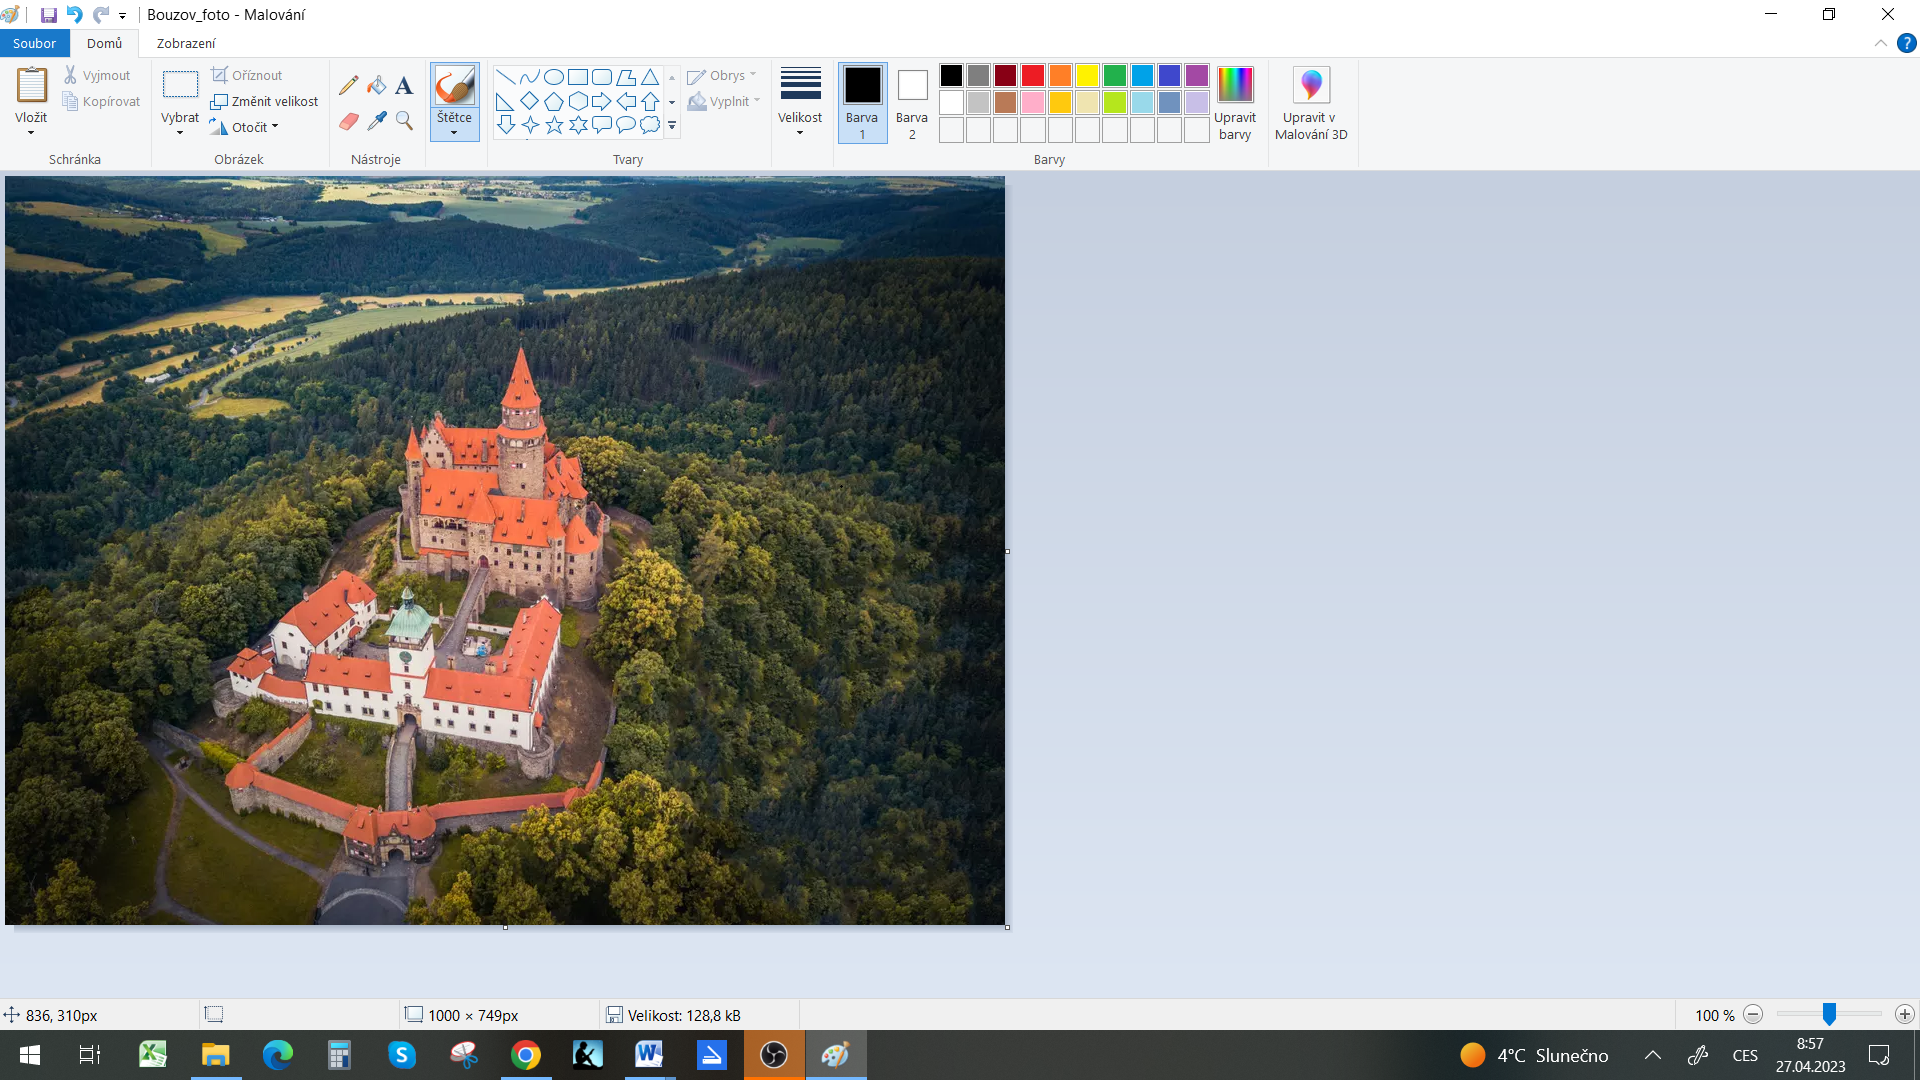 Bouzov_foto - Malování
Soubor
Domů
Zobrazení
?
Vložit
Vyjmout
Kopírovat
Schránka
Vybrat
Oříznout
Změnit velikost
Otočit
Obrázek
A
Nástroje
Štětce
Obrys
Vyplnit
Tvary
Velikost
Barva
1
Barva
2
Upravit
barvy
Barvy
Upravit v
Malování 3D
836, 310px
1000 × 749px
Velikost: 128,8 kB
100 %
4°C Slunečno
CES
8:57
27.04.2023